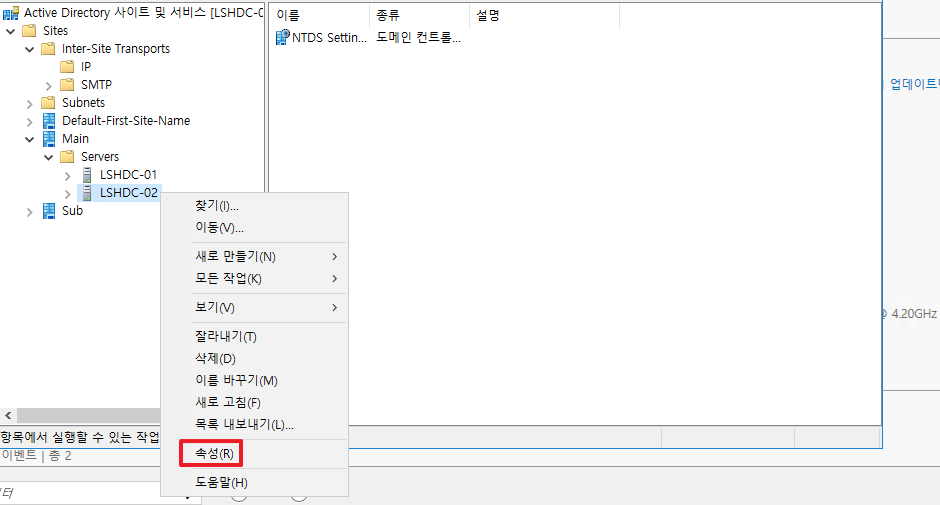 Active Directory 사이트 및 서비스 [LSHDC-0
Sites
Inter-Site Transports
IP
SMTP
Subnets
Default-First-Site-Name
Main
Servers
LSHDC-01
LSHDC-02
Sub
이름 종류 설명
NTDS Settin... 도메인 컨트롤...
찾기(I)...
이동(V)...
새로 만들기(N)
모든 작업(K)
보기(V)
잘라내기(T)
삭제(D)
이름 바꾸기(M)
새로 고침(F)
목록 내보내기(L)...
속성(R)
도움말(H)
항목에서 실행할 수 있는 작업
이벤트 | 총 2
터
업데이트
4.20GHz